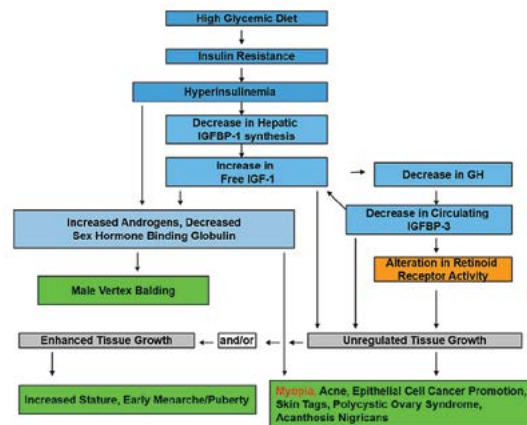 High Glycemic Diet
Insulin Resistance
Hyperinsulinemia
Decrease in Hepatic
IGFBP-1 synthesis
Increase in
Free IGF-1
Decrease in GH
Decrease in Circulating
IGFBP-3
Increased Androgens, Decreased
Sex Hormone Binding Globulin
Alteration in Retinoid
Receptor Activity
Male Vertex Balding
Enhanced Tissue Growth
and/or
Unregulated Tissue Growth
Increased Stature, Early Menarche/Puberty
Myopia, Acne, Epithelial Cell Cancer Promotion,
Skin Tags, Polycystic Ovary Syndrome,
Acanthosis Nigricans